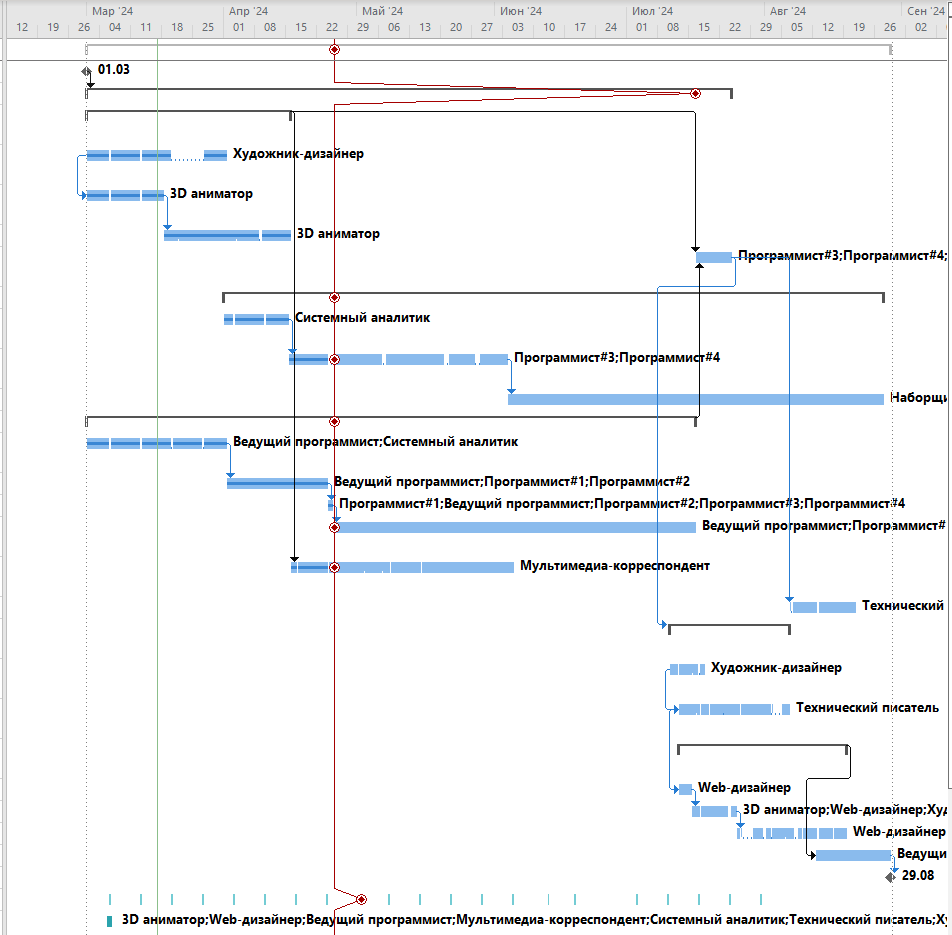 Мар '24 Апр '24 Май '24 Июн '24 Июл '24 Авг '24 Сен '24
12 19 26 04 11 18 25 01 08 15 22 29 06 13 20 27 03 10 17 24 01 08 15 22 29 05 12 19 26 02
01.03
Художник-дизайнер
3D аниматор
3D аниматор
Программист#3;Программист#4;
Системный аналитик
Программист#3;Программист#4
Наборщи
Ведущий программист;Системный аналитик
Ведущий программист;Программист#1;Программист#2
Программист#1;Ведущий программист;Программист#2;Программист#3;Программист#4
Ведущий программист;Программист#
Мультимедиа-корреспондент
Технический
Художник-дизайнер
Технический писатель
Web-дизайнер
3D аниматор;Web-дизайнер;Худ
Web-дизайнер
Ведущи
29.08
3D аниматор;Web-дизайнер;Ведущий программист;Мультимедиа-корреспондент;Системный аналитик;Технический писатель;Ху